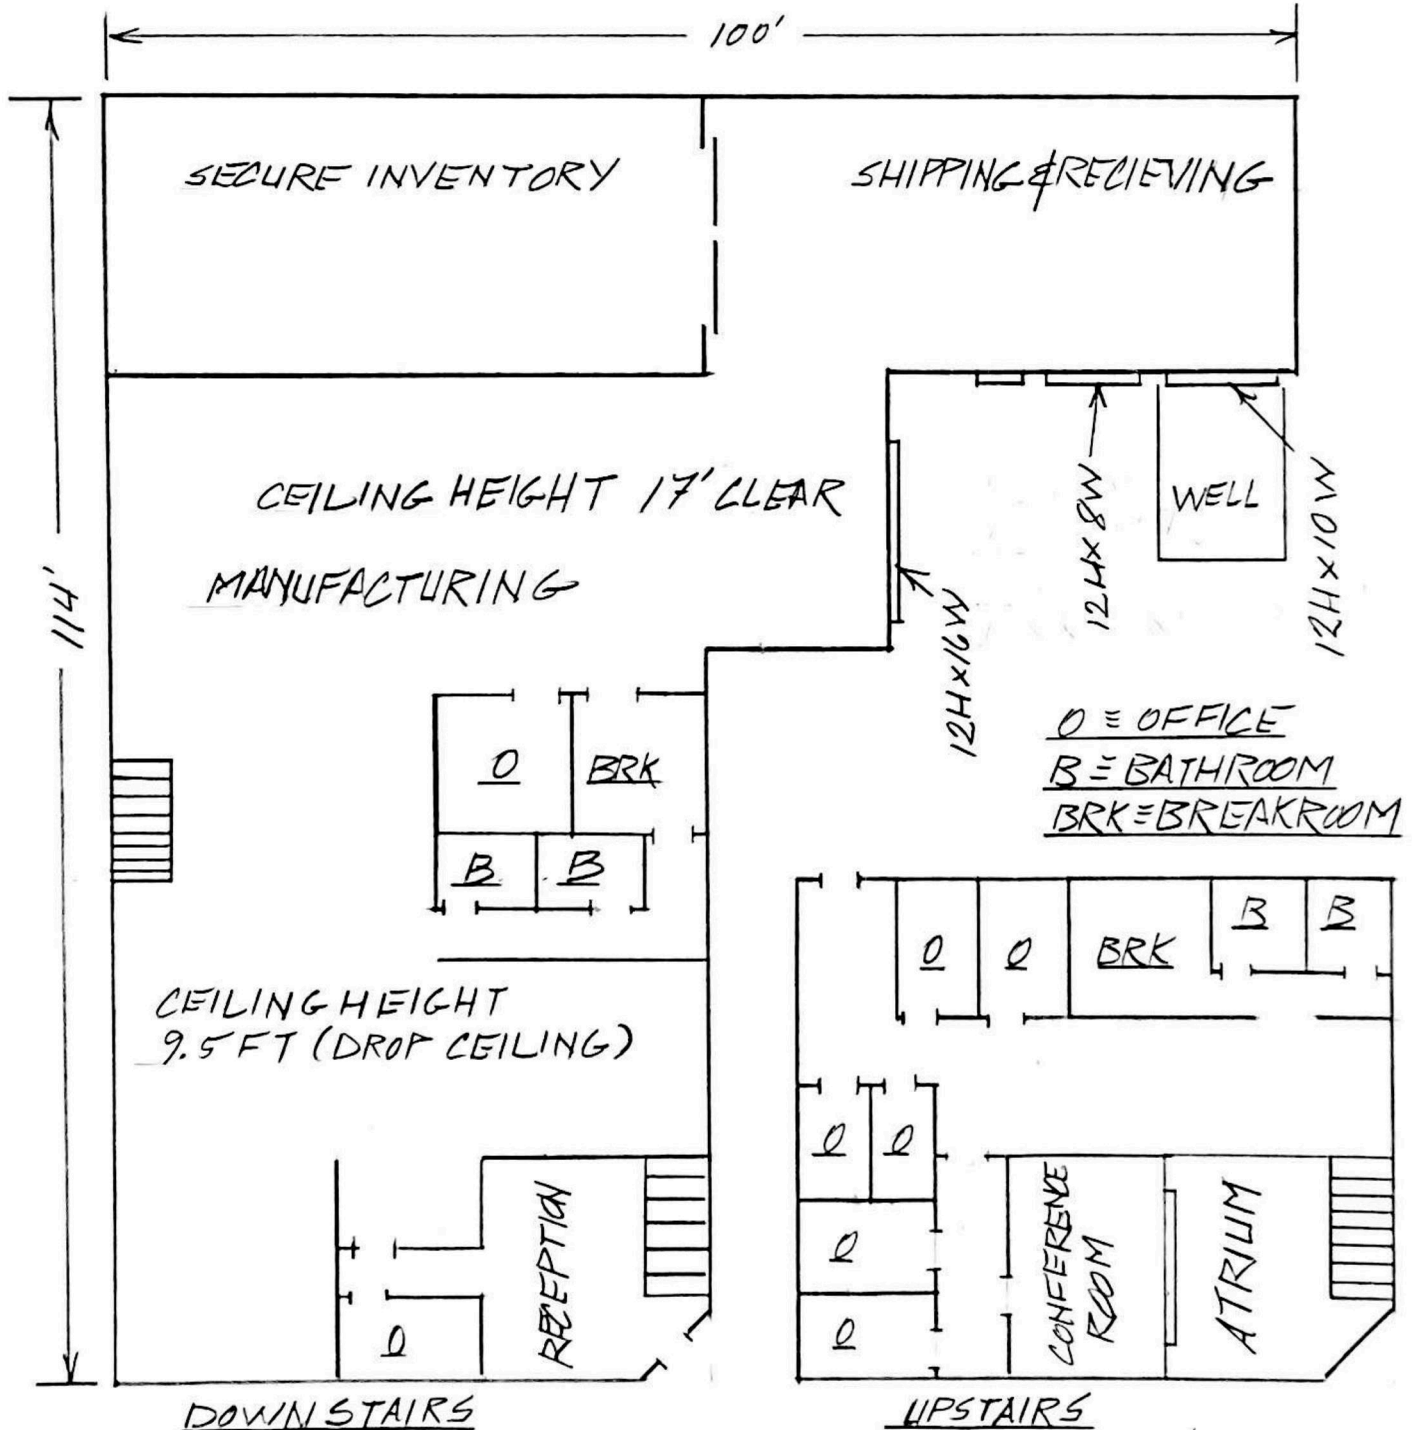 100'
SECURE INVENTORY
SHIPPING & RECIEVING
CEILING HEIGHT 17' CLEAR
MANUFACTURING
114'
WELL
12H x 8W
12H x 10W
12H x 16W
O ≡ OFFICE
B ≡ BATHROOM
BRK ≡ BREAKROOM
O
BRK
B
B
CEILING HEIGHT
9.5 FT (DROP CEILING)
RECEPTION
O
DOWNSTAIRS
O
O
BRK
B
B
O
O
O
O
CONFERENCE
ROOM
ATRIUM
UPSTAIRS